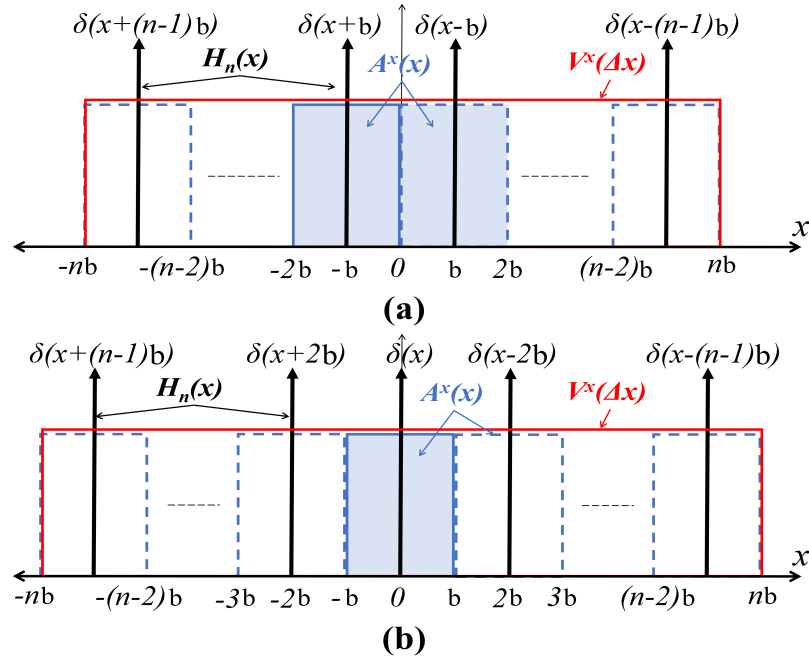 δ(x+(n-1)b) δ(x+b) δ(x-b) δ(x-(n-1)b)
Hₙ(x) Aˣ(x) Vˣ(Δx)
x
-nb -(n-2)b -2b -b 0 b 2b (n-2)b nb
(a)
δ(x+(n-1)b) δ(x+2b) δ(x) δ(x-2b) δ(x-(n-1)b)
Hₙ(x) Aˣ(x) Vˣ(Δx)
x
-nb -(n-2)b -3b -2b -b 0 b 2b 3b (n-2)b nb
(b)